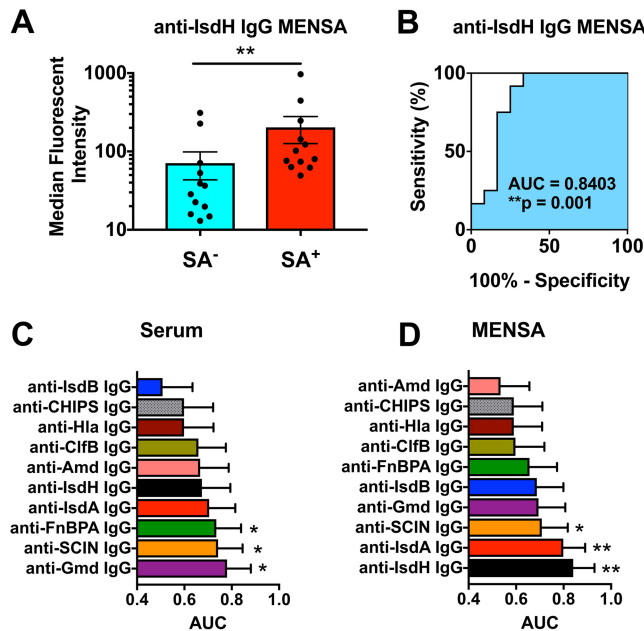 A
anti-IsdH IgG MENSA
**
1000
100
10
Median Fluorescent
Intensity
SA-
SA+
B
anti-IsdH IgG MENSA
100
50
0
Sensitivity (%)
AUC = 0.8403
**p = 0.001
0
50
100
100% - Specificity
C
Serum
anti-IsdB IgG
anti-CHIPS IgG
anti-Hla IgG
anti-ClfB IgG
anti-Amd IgG
anti-IsdH IgG
anti-IsdA IgG
anti-FnBPA IgG *
anti-SCIN IgG *
anti-Gmd IgG *
0.4 0.6 0.8 1.0
AUC
D
MENSA
anti-Amd IgG
anti-CHIPS IgG
anti-Hla IgG
anti-ClfB IgG
anti-FnBPA IgG
anti-IsdB IgG
anti-Gmd IgG
anti-SCIN IgG *
anti-IsdA IgG **
anti-IsdH IgG **
0.4 0.6 0.8 1.0
AUC